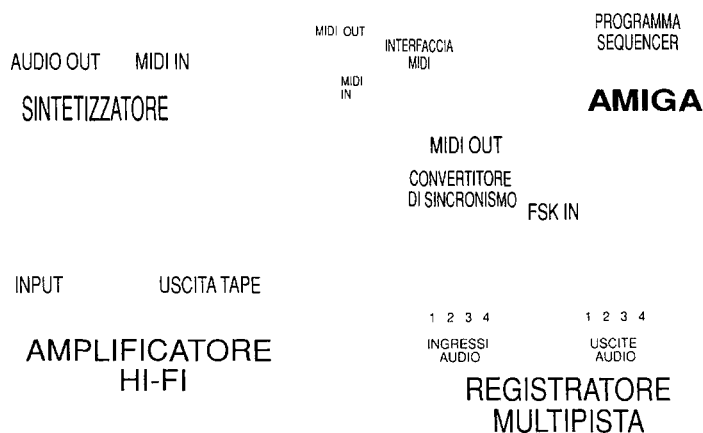 PROGRAMMA
SEQUENCER
MIDI OUT
INTERFACCIA
MIDI
AUDIO OUT MIDI IN
MIDI
IN
SINTETIZZATORE
AMIGA
MIDI OUT
CONVERTITORE
DI SINCRONISMO
FSK IN
INPUT USCITA TAPE
1 2 3 4 1 2 3 4
INGRESSI
AUDIO
USCITE
AUDIO
AMPLIFICATORE
HI-FI
REGISTRATORE
MULTIPISTA